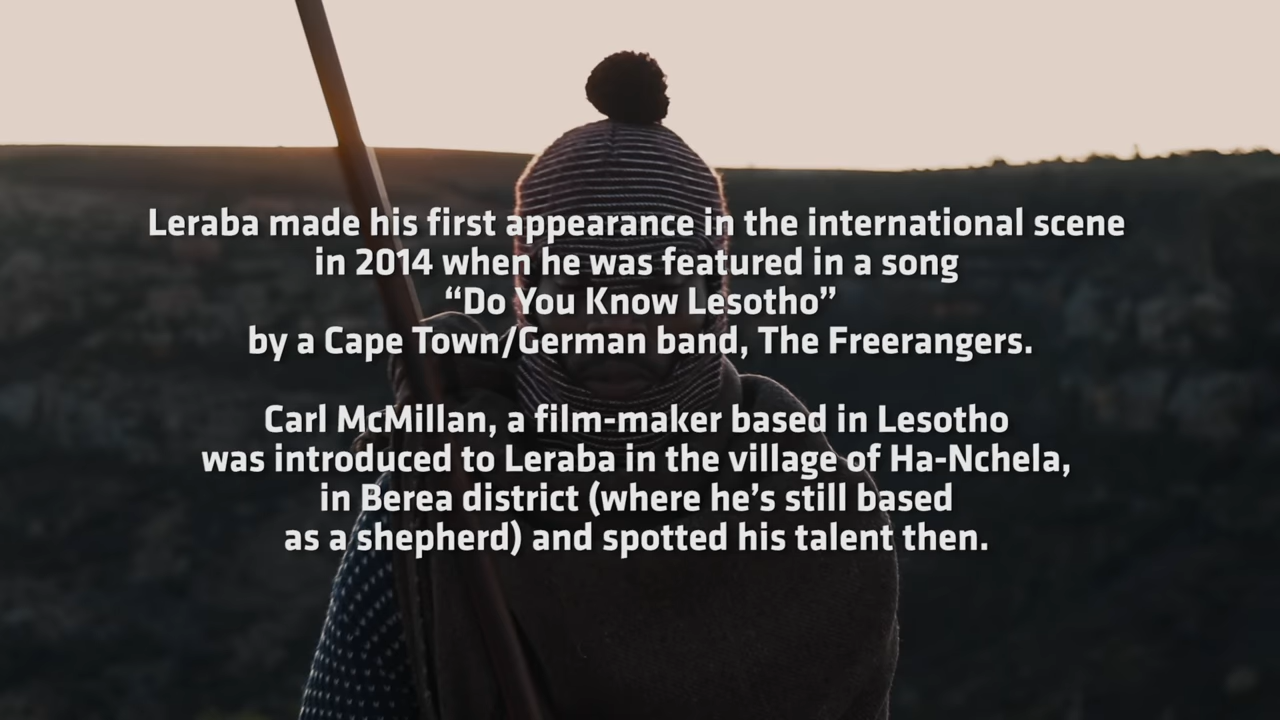 Leraba made his first appearance in the international scene
in 2014 when he was featured in a song
“Do You Know Lesotho”
by a Cape Town/German band, The Freerangers.
Carl McMillan, a film-maker based in Lesotho
was introduced to Leraba in the village of Ha-Nchela,
in Berea district (where he’s still based
as a shepherd) and spotted his talent then.